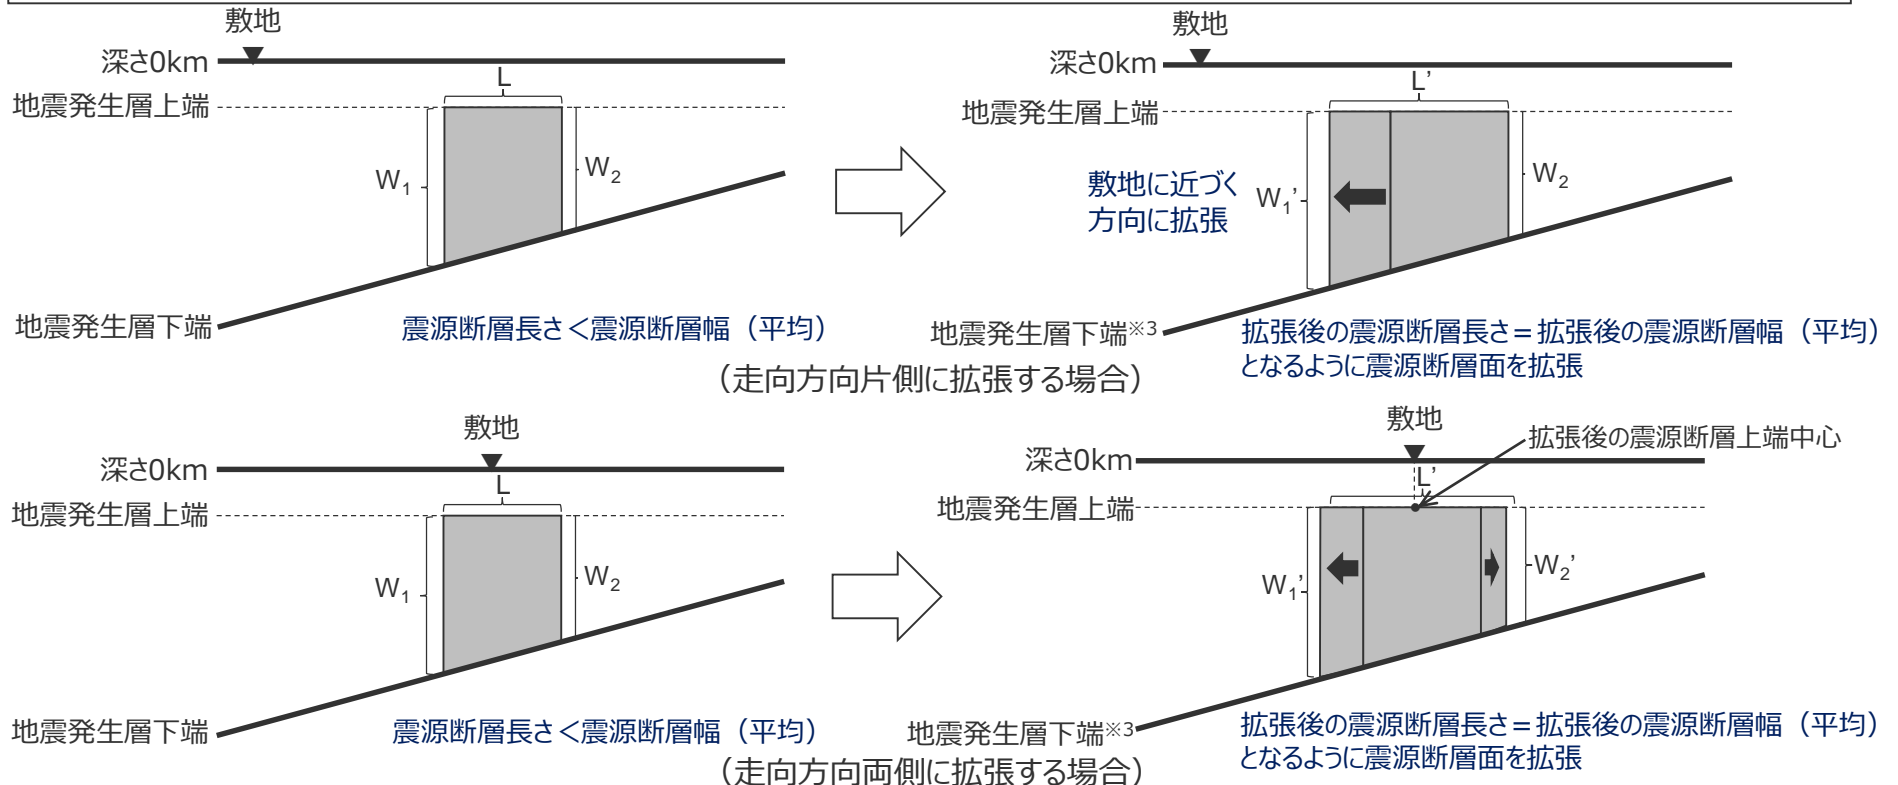 敷地
深さ0km
L
地震発生層上端
W1
W2
地震発生層下端
震源断層長さ＜震源断層幅（平均）
敷地
深さ0km
L’
地震発生層上端
敷地に近づく
方向に拡張
W1’
W2
地震発生層下端※3
拡張後の震源断層長さ＝拡張後の震源断層幅（平均）
となるように震源断層面を拡張
（走向方向片側に拡張する場合）
敷地
深さ0km
L
地震発生層上端
W1
W2
地震発生層下端
震源断層長さ＜震源断層幅（平均）
敷地
拡張後の震源断層上端中心
深さ0km
L’
地震発生層上端
W1’
W2’
地震発生層下端※3
拡張後の震源断層長さ＝拡張後の震源断層幅（平均）
となるように震源断層面を拡張
（走向方向両側に拡張する場合）